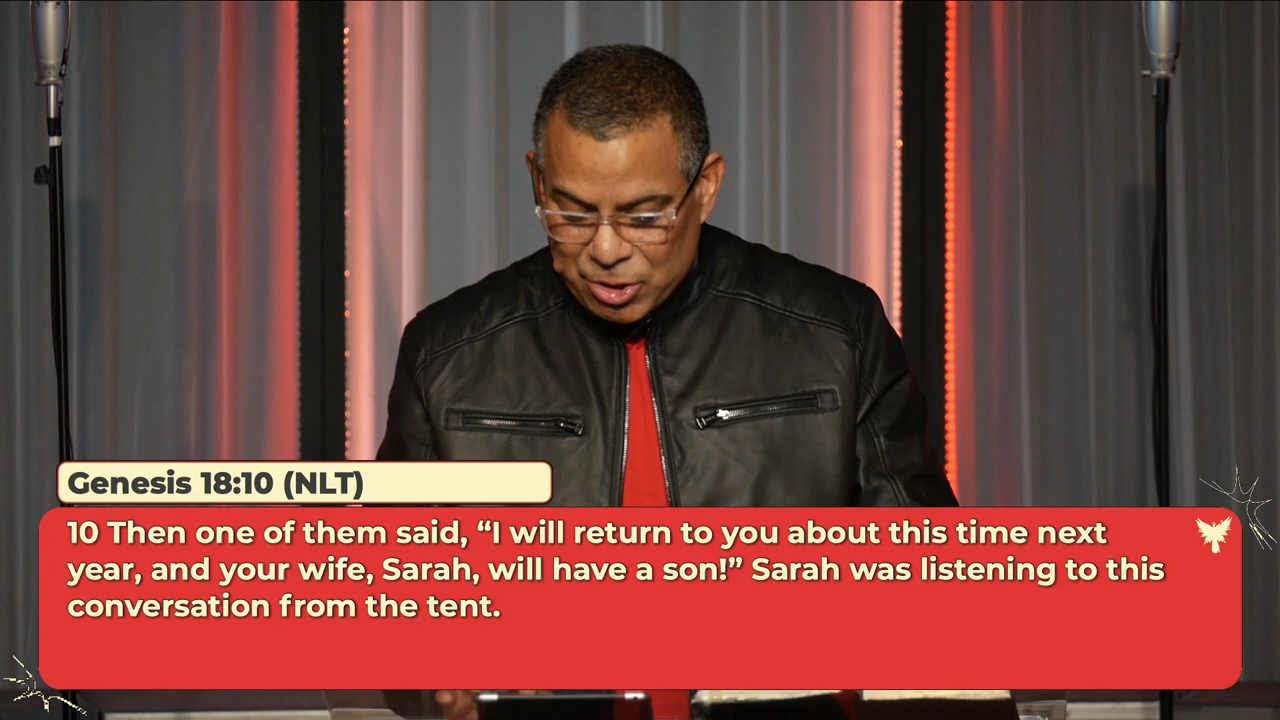 Genesis 18:10 (NLT)
10 Then one of them said, “I will return to you about this time next
year, and your wife, Sarah, will have a son!” Sarah was listening to this
conversation from the tent.